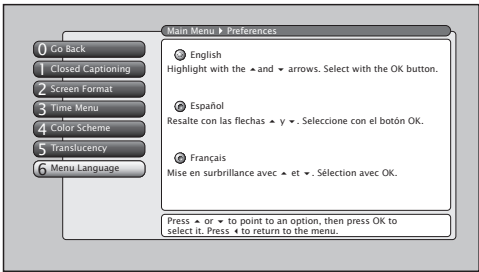 Main Menu ▶ Preferences
0 Go Back
1 Closed Captioning
2 Screen Format
3 Time Menu
4 Color Scheme
5 Translucency
6 Menu Language
English
Highlight with the ▲ and ▼ arrows. Select with the OK button.
Español
Resalte con las flechas ▲ y ▼. Seleccione con el botón OK.
Français
Mise en surbrillance avec ▲ et ▼. Sélection avec OK.
Press ▲ or ▼ to point to an option, then press OK to
select it. Press ◀ to return to the menu.